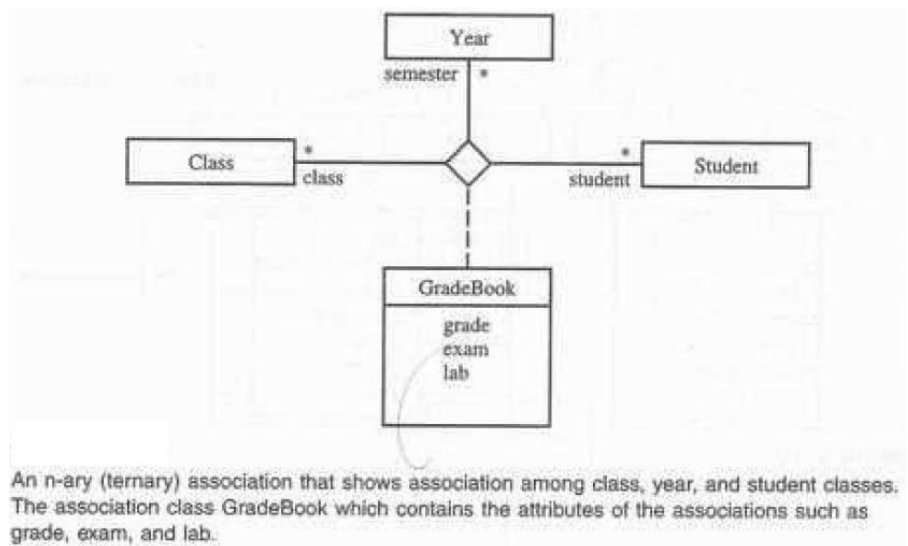 Year
semester *
Class
*
class
*
student
Student
GradeBook
grade
exam
lab
An n-ary (ternary) association that shows association among class, year, and student classes.
The association class GradeBook which contains the attributes of the associations such as
grade, exam, and lab.